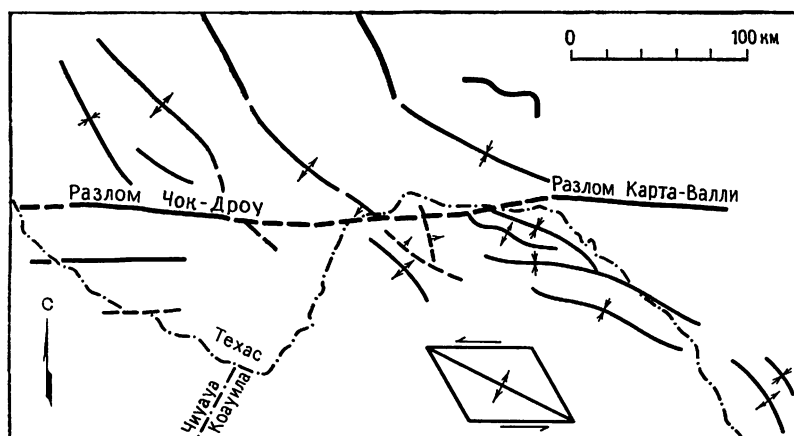 0 100 км
Разлом Чок-Дроу
Разлом Карта-Валли
С
Техас
Чиуауа
Коауила